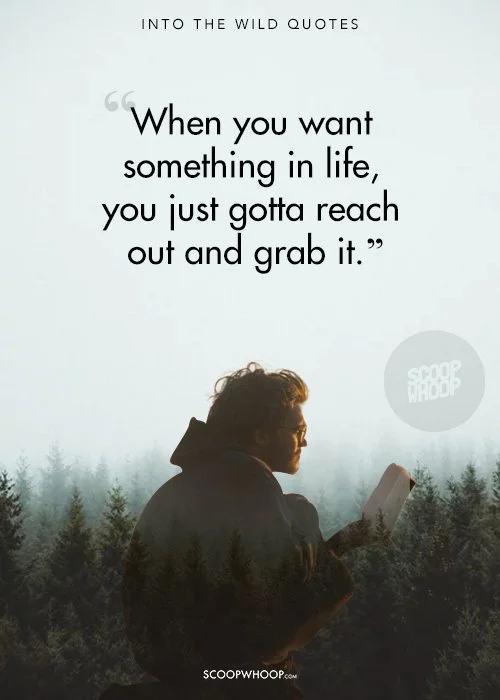 INTO THE WILD QUOTES
“When you want
something in life,
you just gotta reach
out and grab it.”
SCOOP
WHOOP
SCOOPWHOOP.COM